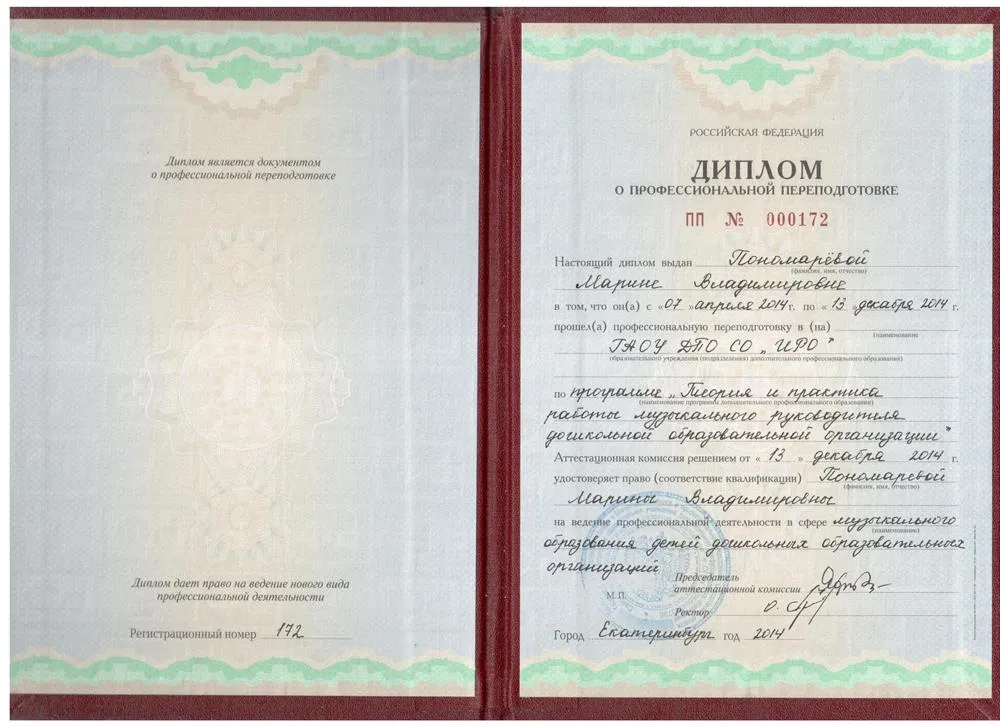 Диплом является документом
о профессиональной переподготовке
Диплом дает право на ведение нового вида
профессиональной деятельности
Регистрационный номер 172
РОССИЙСКАЯ ФЕДЕРАЦИЯ
ДИПЛОМ
О ПРОФЕССИОНАЛЬНОЙ ПЕРЕПОДГОТОВКЕ
ПП № 000172
Настоящий диплом выдан Пономарёвой
(фамилия, имя, отчество)
Марине Владимировне
в том, что он(а) с «07» апреля 2014 г. по «13» декабря 2014 г.
прошел(а) профессиональную переподготовку в (на)
(наименование
ГАОУ ДПО СО „ИРО"
образовательного учреждения (подразделения) дополнительного профессионального образования)
по программе „Теория и практика
(наименование программы дополнительного профессионального образования)
работы музыкального руководителя
дошкольной образовательной организации"
Аттестационная комиссия решением от «13» декабря 2014 г.
удостоверяет право (соответствие квалификации) Пономаревой
(фамилия, имя, отчество)
Марины Владимировны
на ведение профессиональной деятельности в сфере музыкального
(наименование)
образования детей дошкольных образовательных
организаций
Председатель
аттестационной комиссии
М.П.
Ректор
Город Екатеринбург год 2014